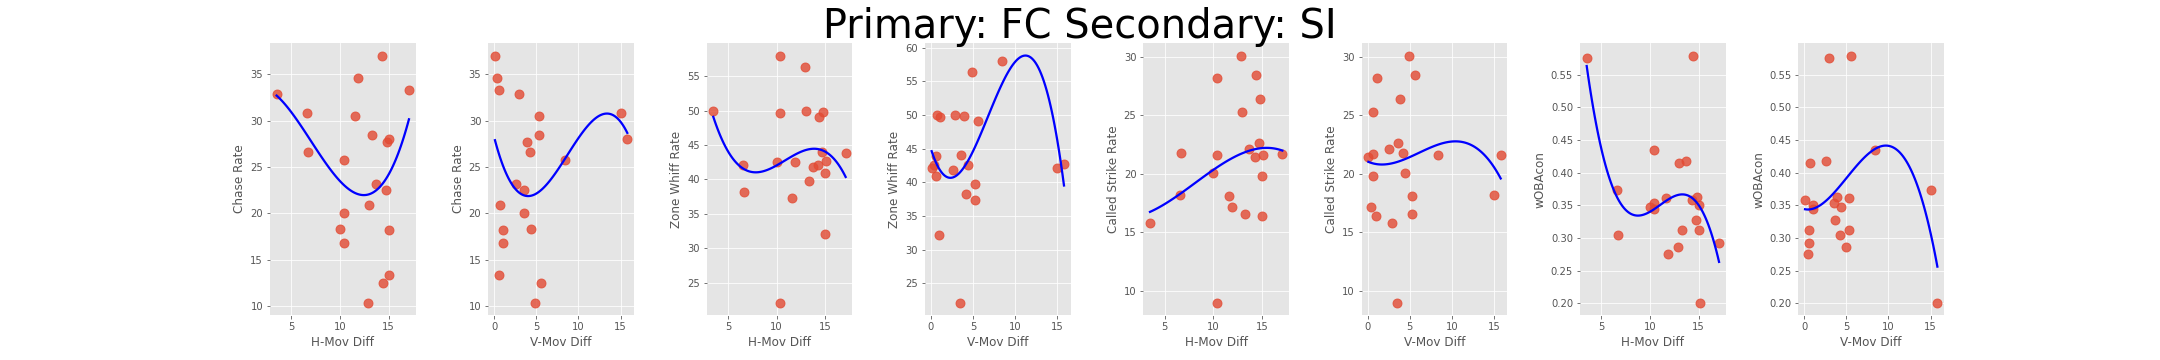 Primary: FC Secondary: SI
Chase Rate
35
30
25
20
15
10
5 10 15
H-Mov Diff
Chase Rate
35
30
25
20
15
10
0 5 10 15
V-Mov Diff
Zone Whiff Rate
55
50
45
40
35
30
25
5 10 15
H-Mov Diff
Zone Whiff Rate
60
55
50
45
40
35
30
25
0 5 10 15
V-Mov Diff
Called Strike Rate
30
25
20
15
10
5 10 15
H-Mov Diff
Called Strike Rate
30
25
20
15
10
0 5 10 15
V-Mov Diff
wOBAcon
0.55
0.50
0.45
0.40
0.35
0.30
0.25
0.20
5 10 15
H-Mov Diff
wOBAcon
0.55
0.50
0.45
0.40
0.35
0.30
0.25
0.20
0 5 10 15
V-Mov Diff